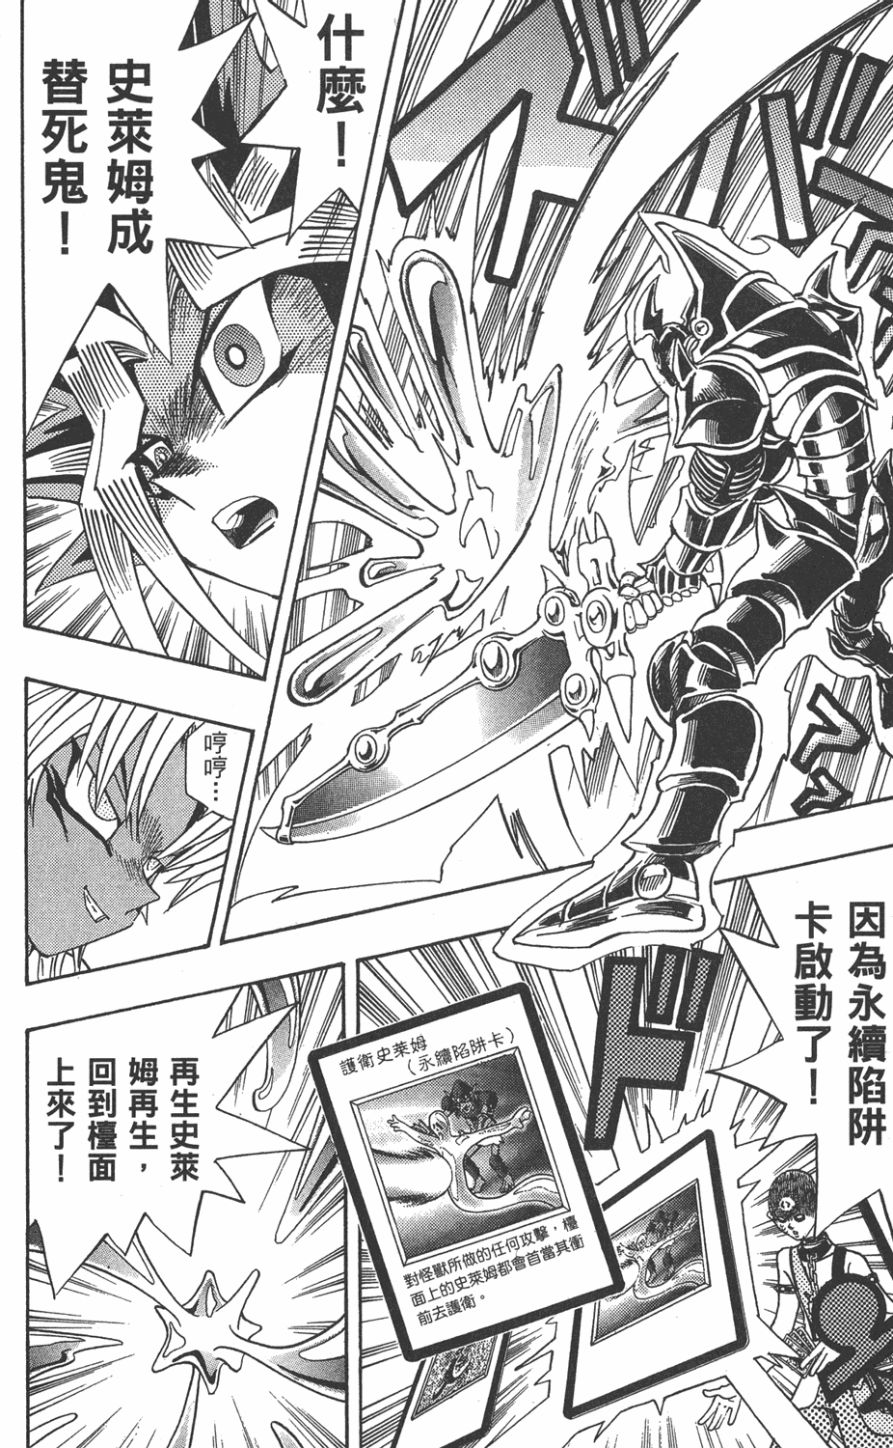 什麼！
史萊姆成
替死鬼！
哼哼…
因為永續陷阱
卡啟動了！
護衛史萊姆
（永續陷阱卡）
對怪獸所做的任何攻擊，檯
面上的史萊姆都會首當其衝
前去護衛。
再生史萊
姆再生，
回到檯面
上來了！
ド